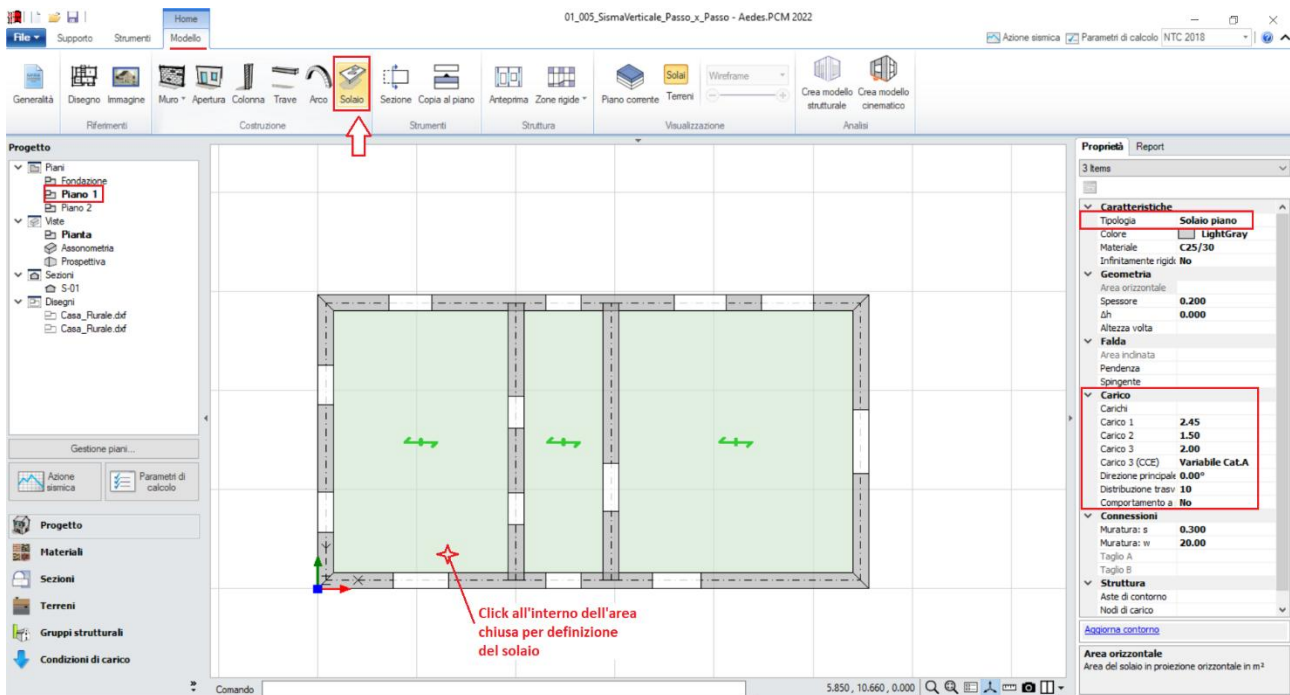 01_005_SismaVerticale_Passo_x_Passo - Aedes.PCM 2022
Home
File Supporto Strumenti Modello
Azione sismica Parametri di calcolo NTC 2018
Generalità Disegno Immagine Muro Apertura Colonna Trave Arco Solaio Sezione Copia al piano Anteprima Zone rigide Piano corrente Solai Terreni Wireframe Crea modello strutturale Crea modello cinematico
Riferimenti Costruzione Strumenti Struttura Visualizzazione Analisi
Progetto
Piani
Fondazione
Piano 1
Piano 2
Viste
Pianta
Assonometria
Prospettiva
Sezioni
S-01
Disegni
Casa_Rurale.dxf
Casa_Rurale.dxf
Gestione piani...
Azione sismica
Parametri di calcolo
Progetto
Materiali
Sezioni
Terreni
Gruppi strutturali
Condizioni di carico
Y
Z X
Click all'interno dell'area
chiusa per definizione
del solaio
Comando
5.850 , 10.660 , 0.000
Proprietà Report
3 Items
Caratteristiche
Tipologia Solaio piano
Colore LightGray
Materiale C25/30
Infinitamente rigido No
Geometria
Area orizzontale
Spessore 0.200
Δh 0.000
Altezza volta
Falda
Area inclinata
Pendenza
Spingente
Carico
Carichi
Carico 1 2.45
Carico 2 1.50
Carico 3 2.00
Carico 3 (CCE) Variabile Cat.A
Direzione principale 0.00°
Distribuzione trasv 10
Comportamento a No
Connessioni
Muratura: s 0.300
Muratura: w 20.00
Taglio A
Taglio B
Struttura
Aste di contorno
Nodi di carico
Aggiorna contorno
Area orizzontale
Area del solaio in proiezione orizzontale in m²